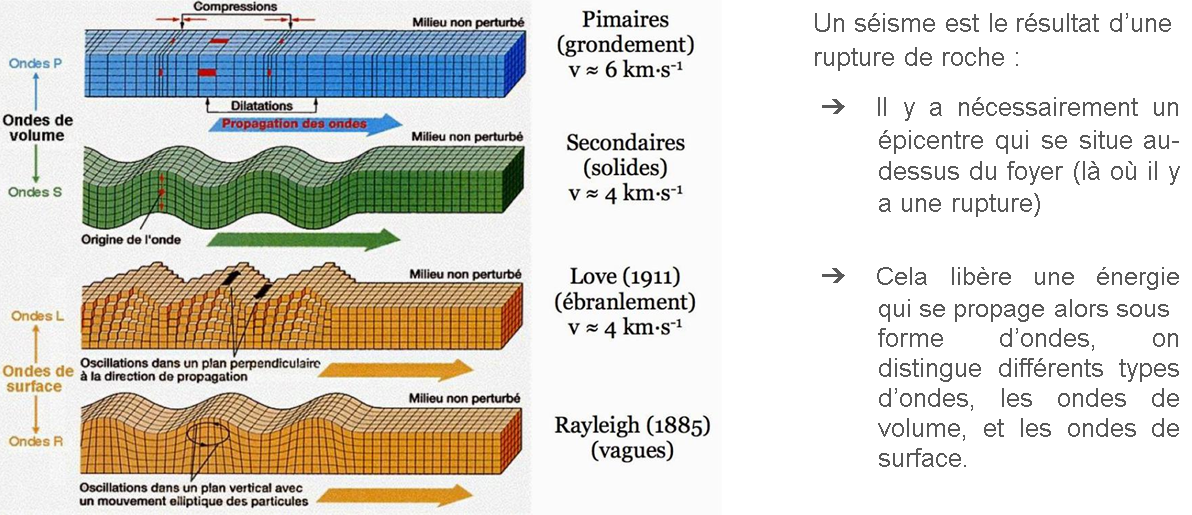 Compressions
Milieu non perturbé
Ondes P
Dilatations
Propagation des ondes
Ondes de
volume
Milieu non perturbé
Ondes S
Origine de l'onde
Milieu non perturbé
Ondes L
Oscillations dans un plan perpendiculaire
à la direction de propagation
Ondes de
surface
Milieu non perturbé
Ondes R
Oscillations dans un plan vertical avec
un mouvement elliptique des particules
Pimaires
(grondement)
v ≈ 6 km·s⁻¹
Secondaires
(solides)
v ≈ 4 km·s⁻¹
Love (1911)
(ébranlement)
v ≈ 4 km·s⁻¹
Rayleigh (1885)
(vagues)
Un séisme est le résultat d'une
rupture de roche :
➔ Il y a nécessairement un
épicentre qui se situe au-
dessus du foyer (là où il y
a une rupture)
➔ Cela libère une énergie
qui se propage alors sous
forme d'ondes, on
distingue différents types
d'ondes, les ondes de
volume, et les ondes de
surface.